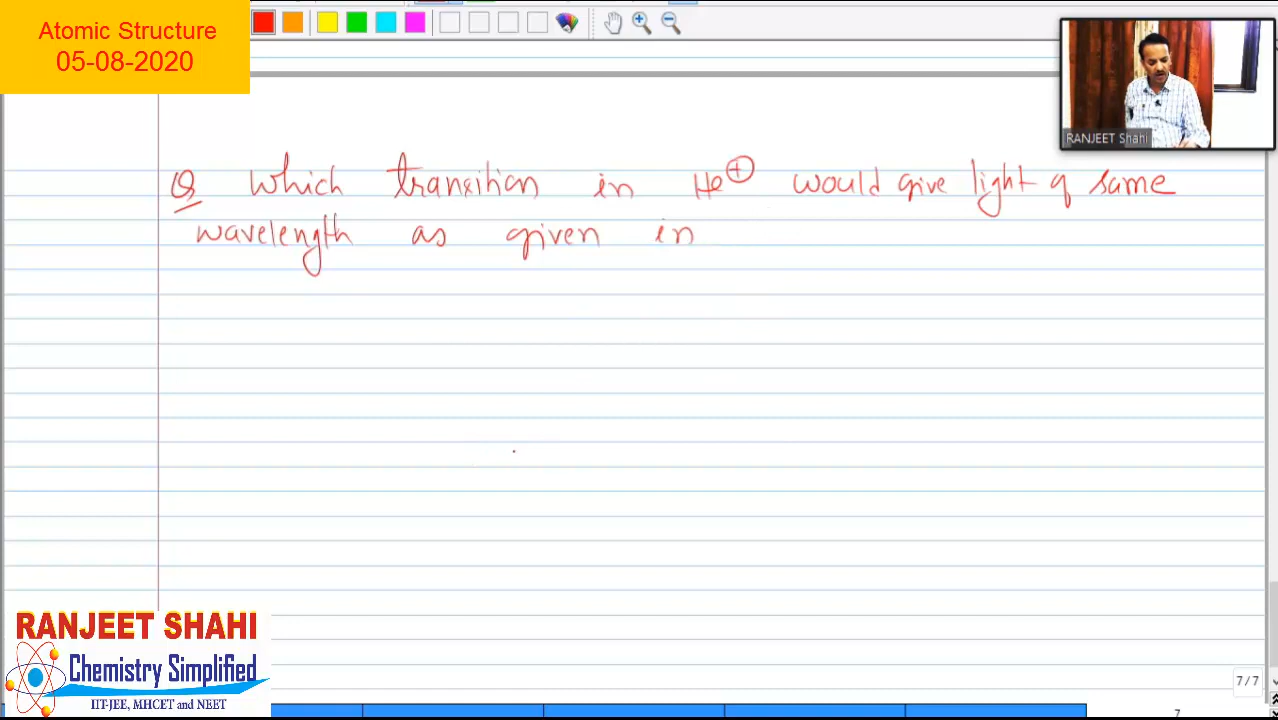 Atomic Structure
05-08-2020
RANJEET Shahi
Q Which transition in He⊕ would give light of same
wavelength as given in
RANJEET SHAHI
Chemistry Simplified
IIT-JEE, MHCET and NEET
7/7
7